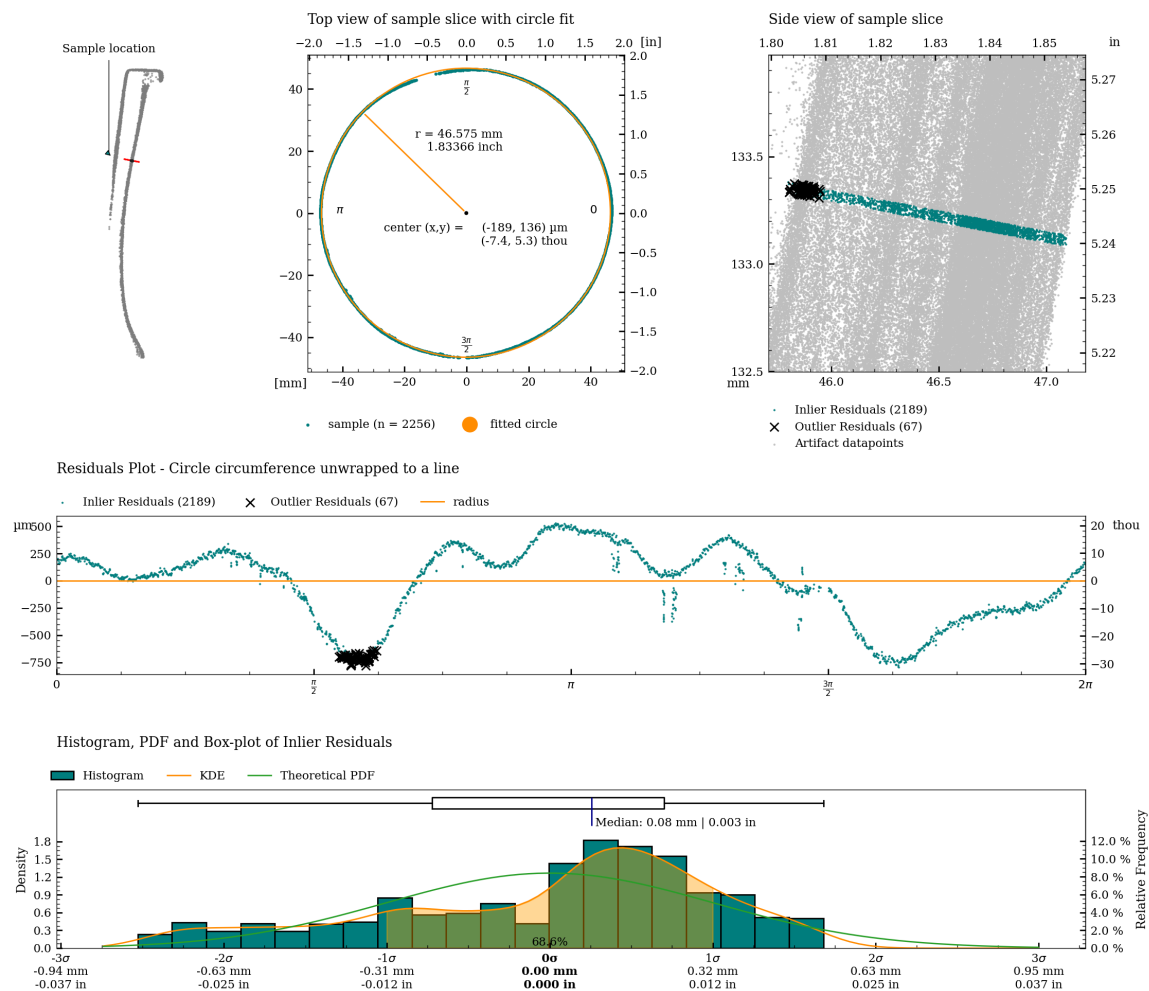 Sample location
Top view of sample slice with circle fit
−2.0 −1.5 −1.0 −0.5 0.0 0.5 1.0 1.5 2.0 [in]
40
20
0
−20
−40
2.0
1.5
1.0
0.5
0.0
−0.5
−1.0
−1.5
−2.0
π/2
r = 46.575 mm
1.83366 inch
π
0
center (x,y) = (-189, 136) µm
(-7.4, 5.3) thou
3π/2
[mm] −40 −20 0 20 40
sample (n = 2256) fitted circle
Side view of sample slice
1.80 1.81 1.82 1.83 1.84 1.85 in
133.5
133.0
132.5
5.27
5.26
5.25
5.24
5.23
5.22
mm 46.0 46.5 47.0
Inlier Residuals (2189)
Outlier Residuals (67)
Artifact datapoints
Residuals Plot - Circle circumference unwrapped to a line
Inlier Residuals (2189) Outlier Residuals (67) radius
µm
500
250
0
−250
−500
−750
20 thou
10
0
−10
−20
−30
0 π/2 π 3π/2 2π
Histogram, PDF and Box-plot of Inlier Residuals
Histogram KDE Theoretical PDF
Median: 0.08 mm | 0.003 in
Density
1.8
1.5
1.2
0.9
0.6
0.3
0.0
68.6%
12.0 %
10.0 %
8.0 %
6.0 %
4.0 %
2.0 %
0.0 %
Relative Frequency
-3σ -2σ -1σ 0σ 1σ 2σ 3σ
-0.94 mm -0.63 mm -0.31 mm 0.00 mm 0.32 mm 0.63 mm 0.95 mm
-0.037 in -0.025 in -0.012 in 0.000 in 0.012 in 0.025 in 0.037 in